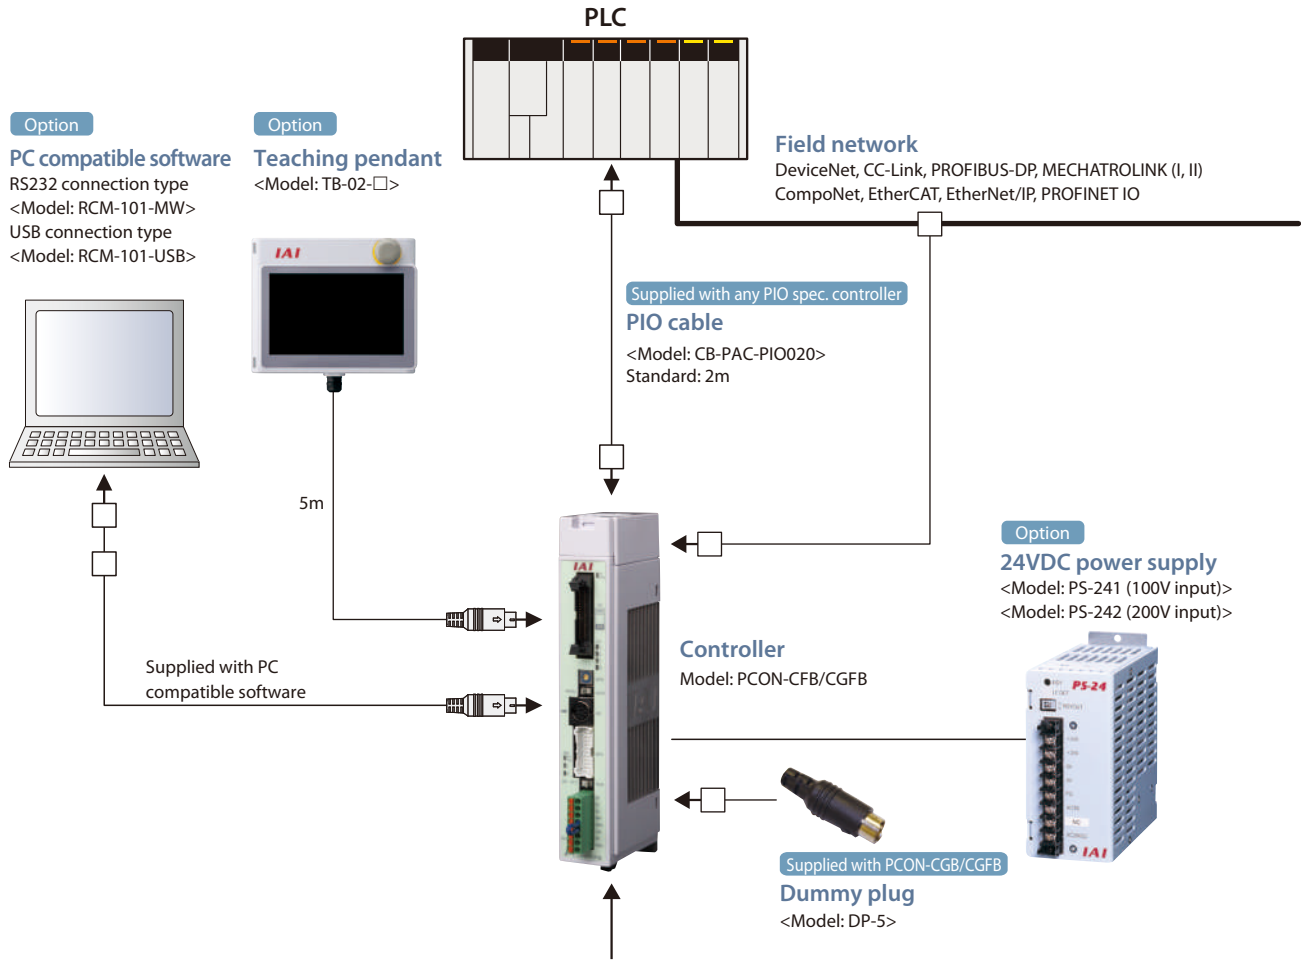 PLC
Option
PC compatible software
RS232 connection type
<Model: RCM-101-MW>
USB connection type
<Model: RCM-101-USB>
Option
Teaching pendant
<Model: TB-02-□>
IAI
Field network
DeviceNet, CC-Link, PROFIBUS-DP, MECHATROLINK (I, II)
CompoNet, EtherCAT, EtherNet/IP, PROFINET IO
Supplied with any PIO spec. controller
PIO cable
<Model: CB-PAC-PIO020>
Standard: 2m
5m
Supplied with PC
compatible software
IAI
Controller
Model: PCON-CFB/CGFB
Option
24VDC power supply
<Model: PS-241 (100V input)>
<Model: PS-242 (200V input)>
PS-24
NC
IAI
Supplied with PCON-CGB/CGFB
Dummy plug
<Model: DP-5>